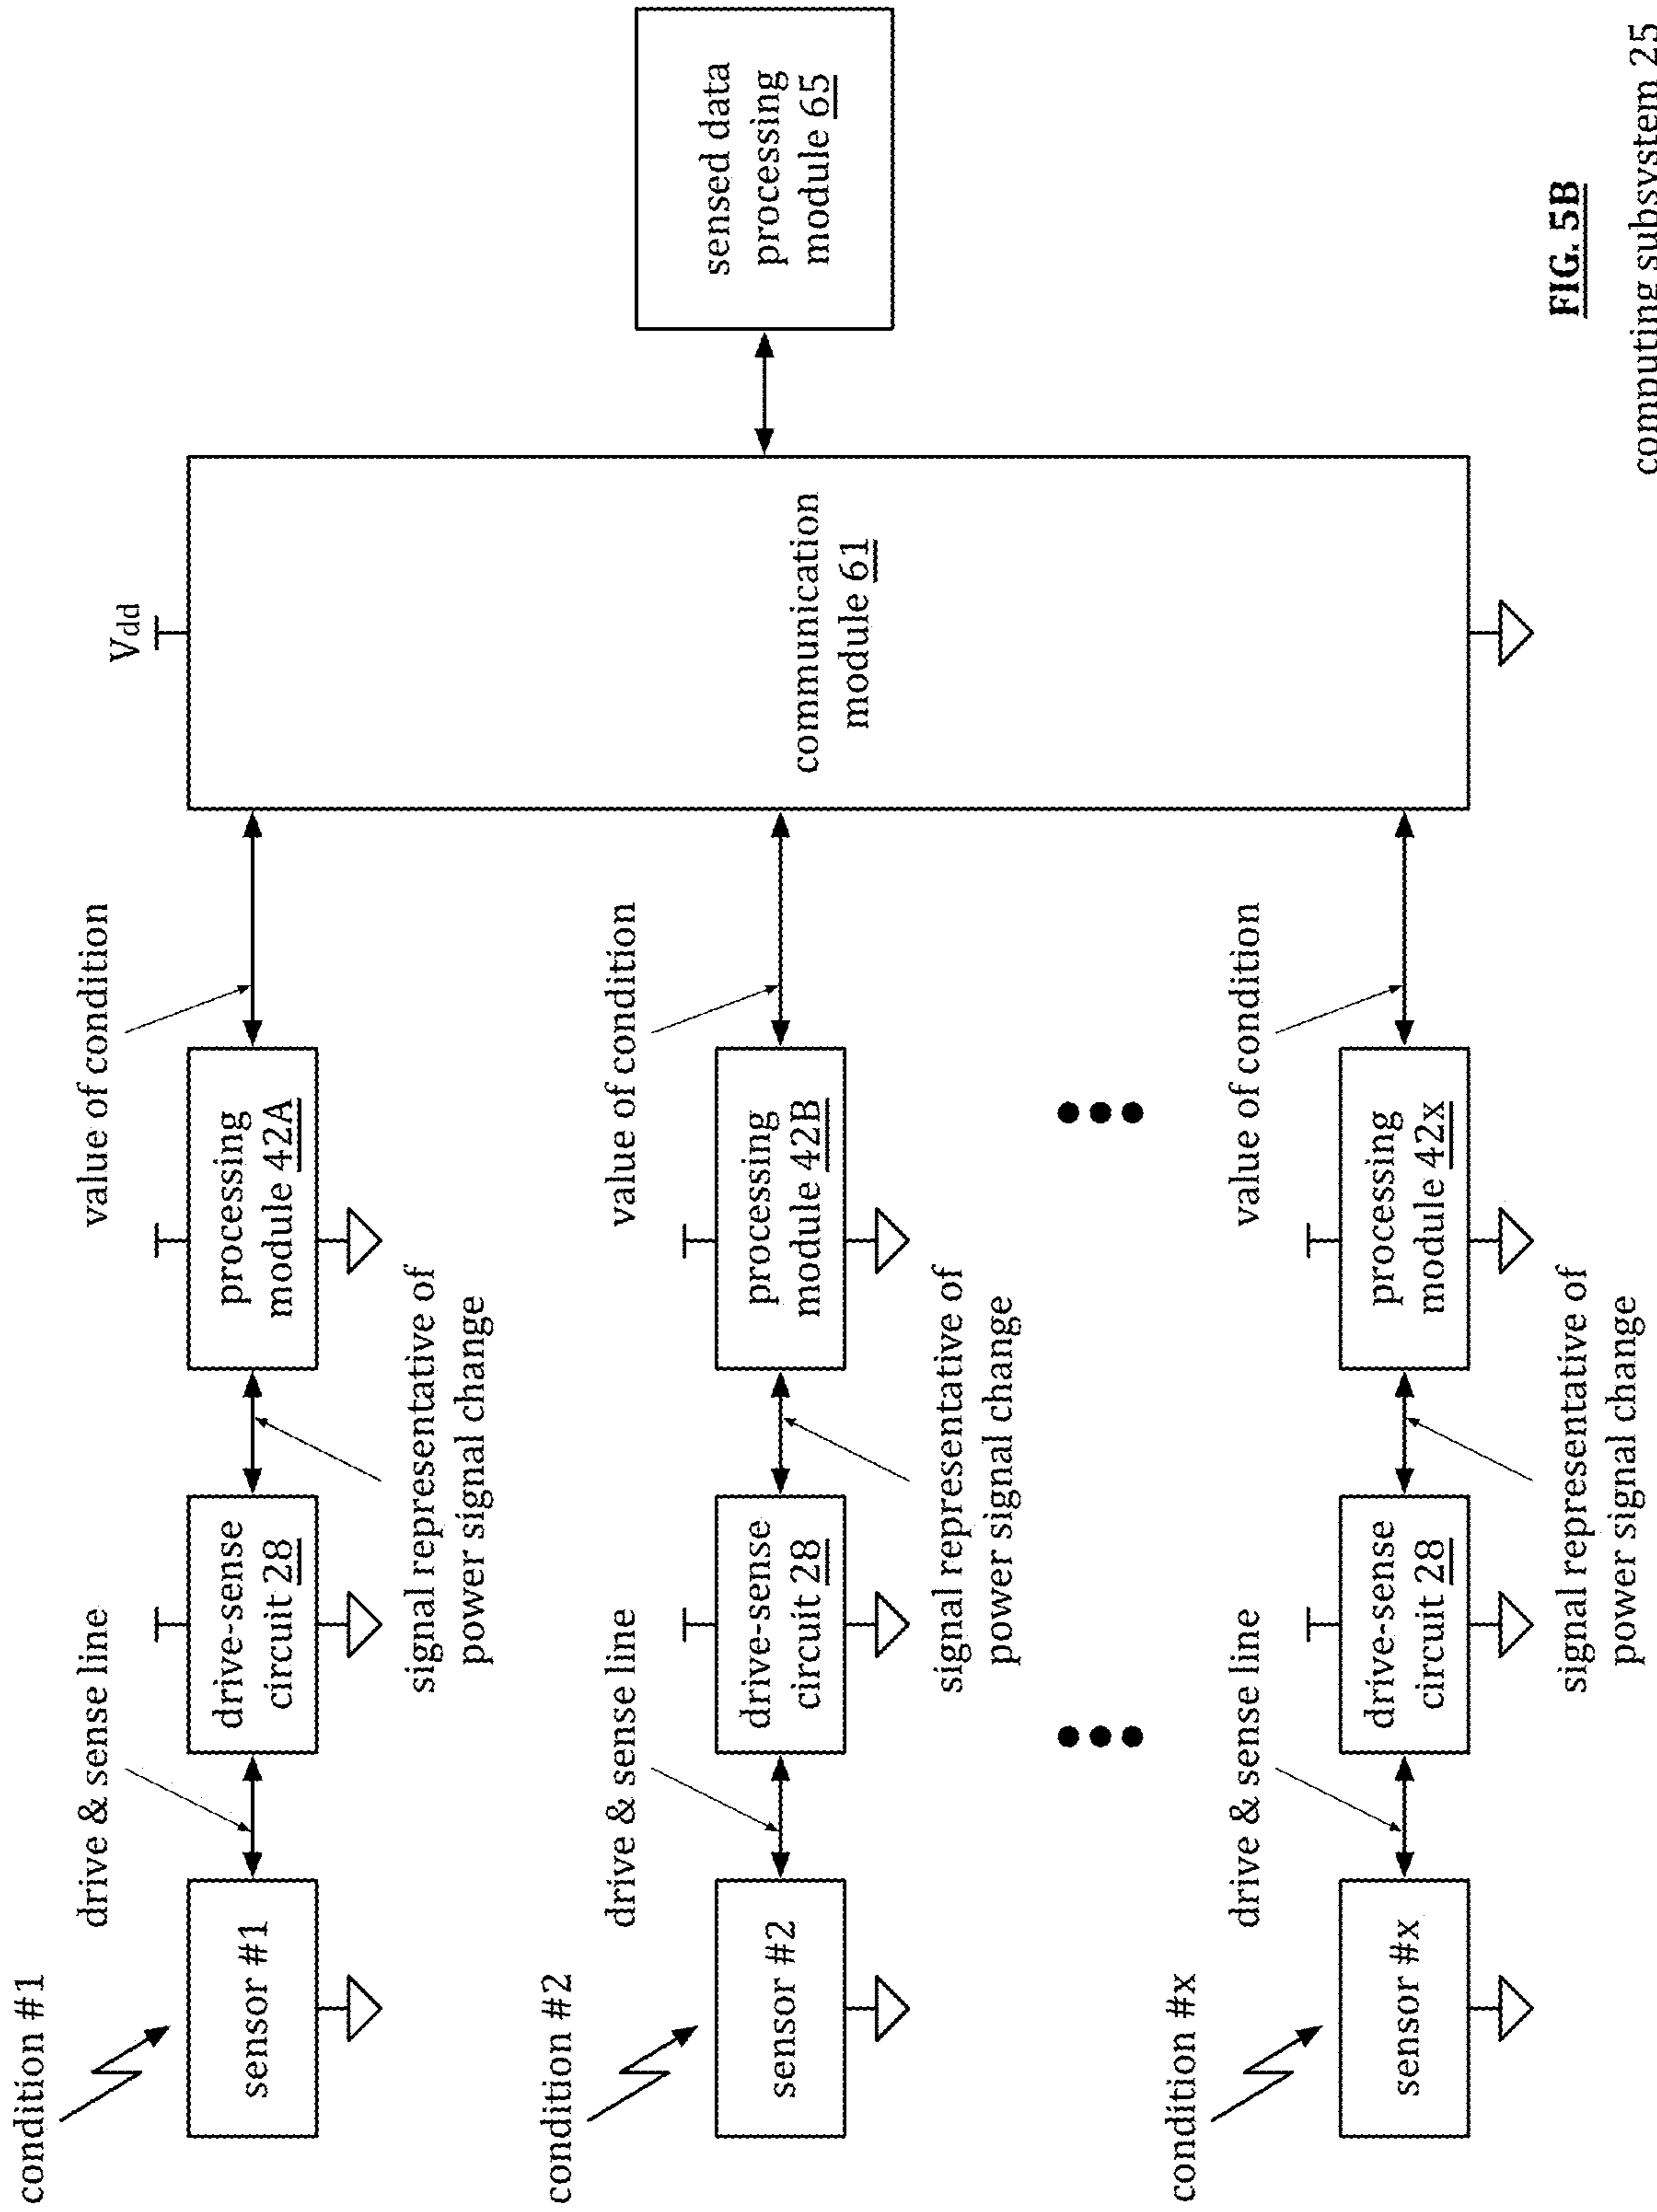 condition #1
drive & sense line
value of condition
Vdd
sensor #1
drive-sense
circuit 28
processing
module 42A
signal representative of
power signal change
condition #2
drive & sense line
value of condition
sensor #2
drive-sense
circuit 28
processing
module 42B
signal representative of
power signal change
communication
module 61
sensed data
processing
module 65
condition #x
drive & sense line
value of condition
sensor #x
drive-sense
circuit 28
processing
module 42x
signal representative of
power signal change
FIG. 5B
computing subsystem 25